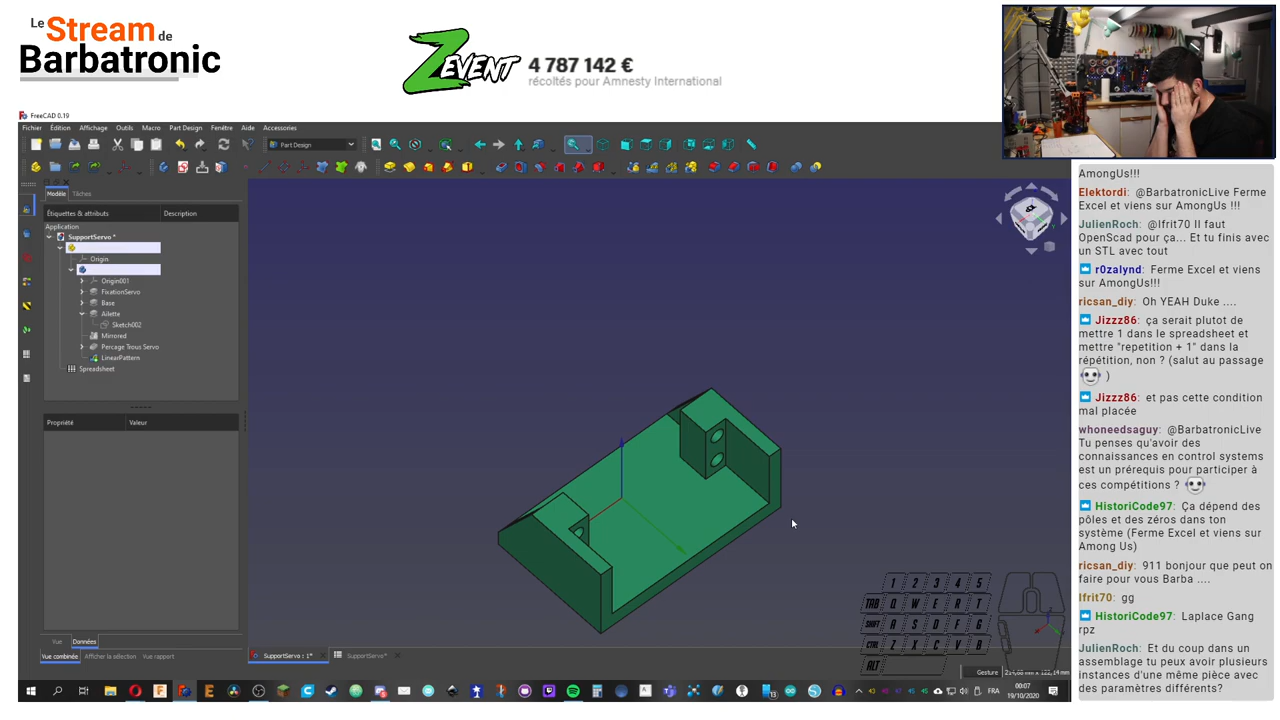 Le
Stream de
Barbatronic
ZEVENT
4 787 142 €
récoltés pour Amnesty International
FreeCAD 0.19
Fichier Édition Affichage Outils Macro Part Design Fenêtre Aide Accessories
Part Design
Modèle Tâches
Étiquettes & attributs Description
Application
SupportServo *
Origin
Origin001
FixationServo
Base
Ailette
Sketch002
Mirrored
Percage Trous Servo
LinearPattern
Spreadsheet
Propriété Valeur
Vue Données
Vue combinée Afficher la sélection Vue rapport
SupportServo : 1*
SupportServo*
1 2 3 4 5
TAB Q W E R T
SHIFT A S D F G
CTRL Z X C V B
ALT
Gesture
FRA
00:07
19/10/2020
AmongUs!!!
Elektordi: @BarbatronicLive Ferme
Excel et viens sur AmongUs !!!
JulienRoch: @Ifrit70 Il faut
OpenScad pour ça... Et tu finis avec
un STL avec tout
r0zalynd: Ferme Excel et viens
sur AmongUs!!!
ricsan_diy: Oh YEAH Duke ....
Jizzz86: ça serait plutot de
mettre 1 dans le spreadsheet et
mettre "repetition + 1" dans la
répétition, non ? (salut au passage
)
Jizzz86: et pas cette condition
mal placée
whoneedsaguy: @BarbatronicLive
Tu penses qu'avoir des
connaissances en control systems
est un prérequis pour participer à
ces compétitions ?
HistoriCode97: Ça dépend des
pôles et des zéros dans ton
système (Ferme Excel et viens sur
Among Us)
ricsan_diy: 911 bonjour que peut on
faire pour vous Barba ....
Ifrit70: gg
HistoriCode97: Laplace Gang
rpz
JulienRoch: Et du coup dans un
assemblage tu peux avoir plusieurs
instances d'une même pièce avec
des paramètres différents?